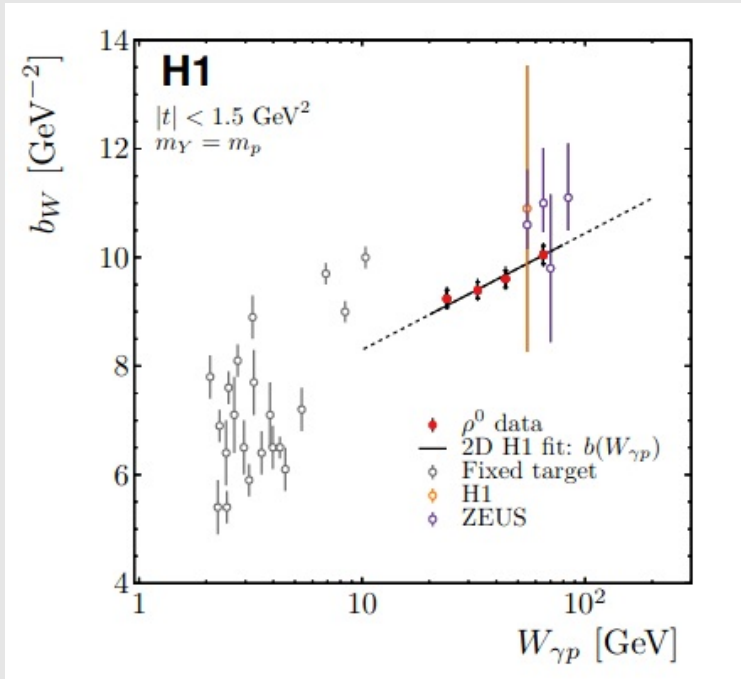 H1
|t| < 1.5 GeV²
m_Y = m_p
b_W [GeV⁻²]
14
12
10
8
6
4
ρ⁰ data
2D H1 fit: b(W_γp)
Fixed target
H1
ZEUS
1
10
10²
W_γp [GeV]